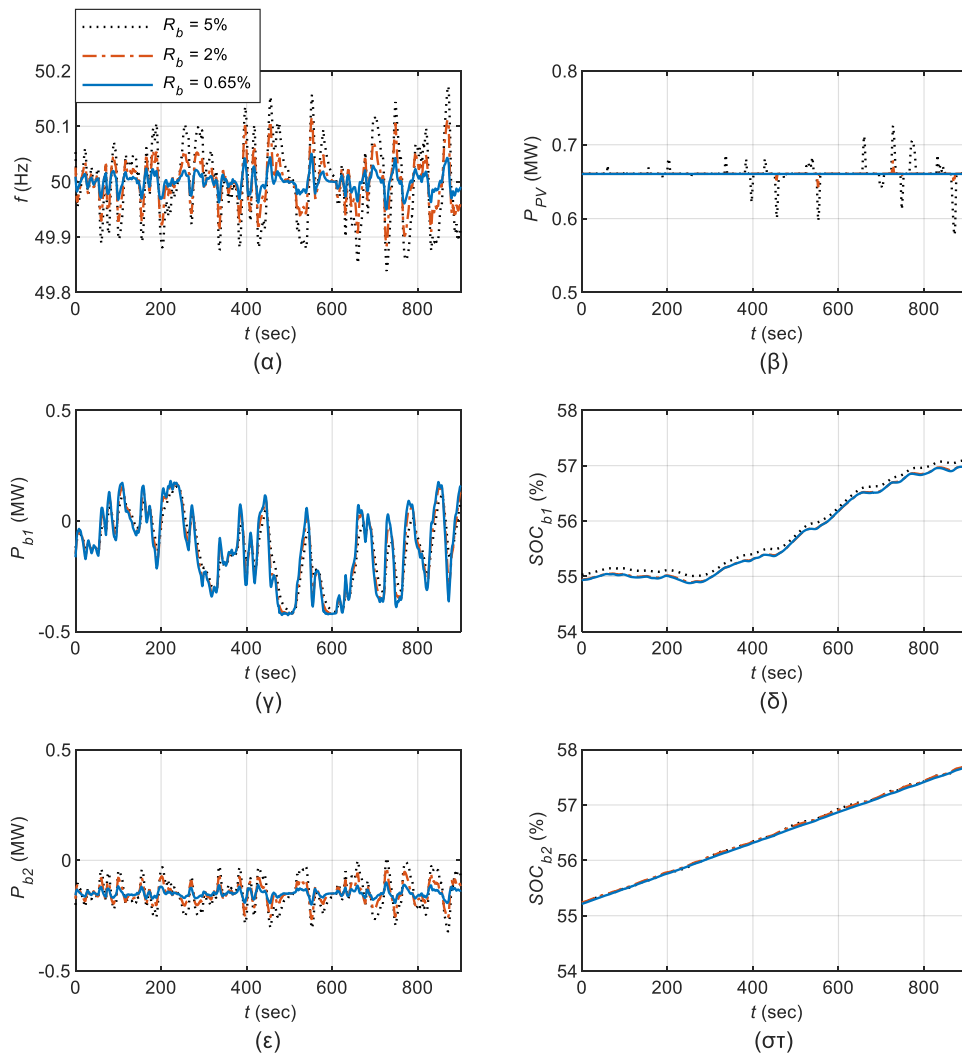 R_b = 5%
R_b = 2%
R_b = 0.65%
50.2
50.1
50
49.9
49.8
f (Hz)
0 200 400 600 800
t (sec)
(α)
0.8
0.7
0.6
0.5
P_PV (MW)
0 200 400 600 800
t (sec)
(β)
0.5
0
-0.5
P_b1 (MW)
0 200 400 600 800
t (sec)
(γ)
58
57
56
55
54
SOC_b1 (%)
0 200 400 600 800
t (sec)
(δ)
0.5
0
-0.5
P_b2 (MW)
0 200 400 600 800
t (sec)
(ε)
58
57
56
55
54
SOC_b2 (%)
0 200 400 600 800
t (sec)
(στ)